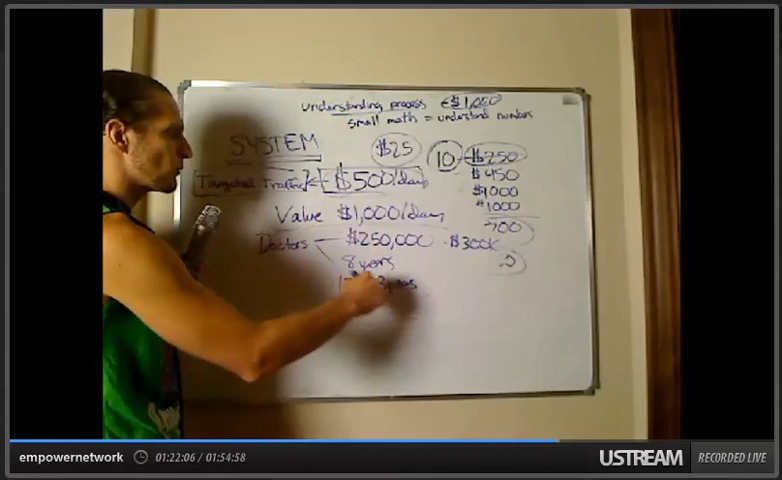 understanding process $1,000
small math = understand numbers
SYSTEM $25 10 - $250
Targeted Traffic = $500/day $450
$1000
Value $1,000/day $1000
700
Doctors - $250,000 - $300K
8 years
empowernetwork 01:22:06 / 01:54:58 USTREAM RECORDED LIVE